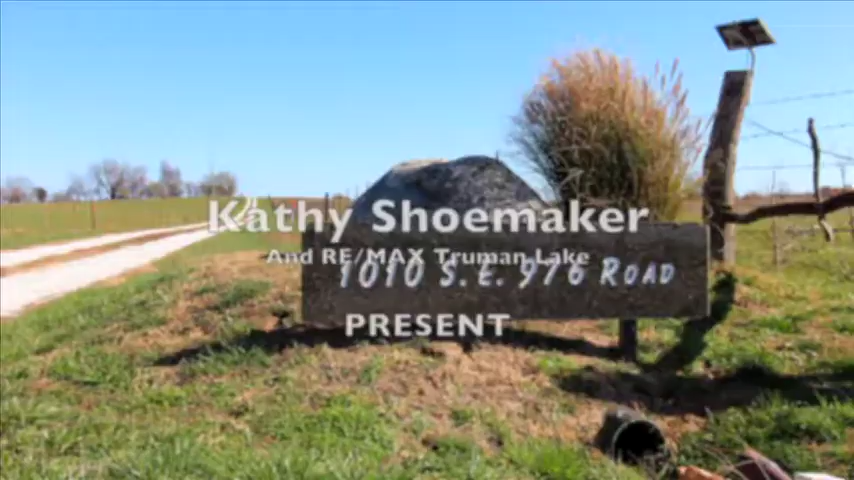 Kathy Shoemaker
And RE/MAX Truman Lake
1010 S.E. 976 ROAD
PRESENT